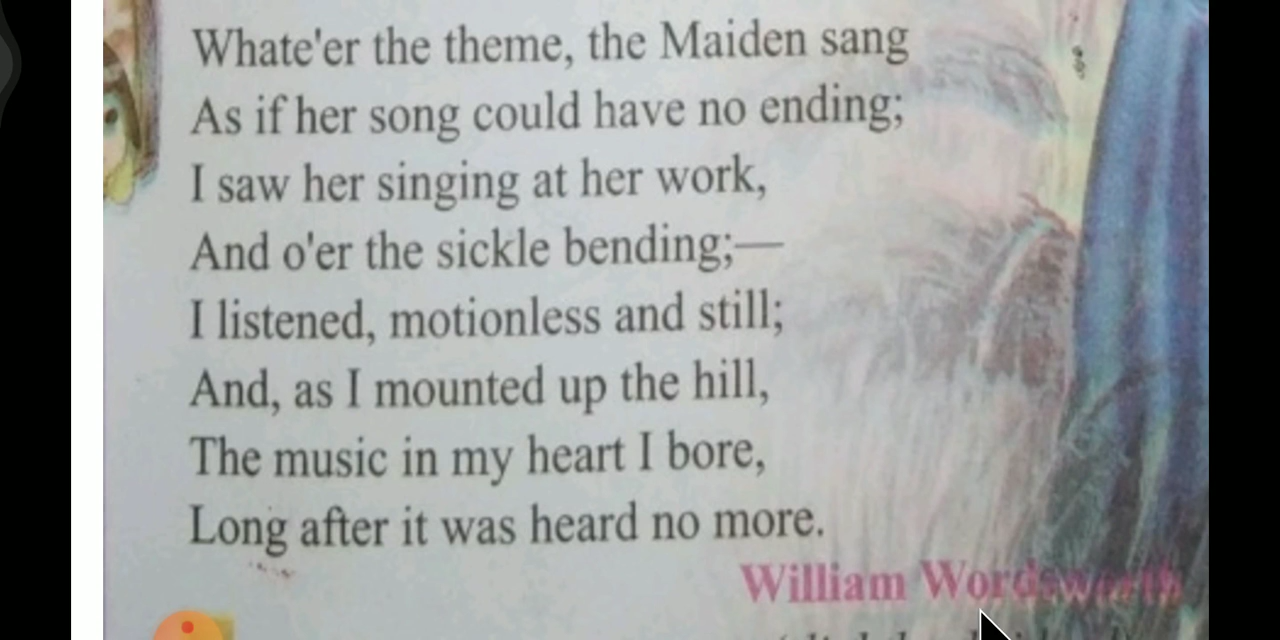 Whate'er the theme, the Maiden sang
As if her song could have no ending;
I saw her singing at her work,
And o'er the sickle bending;—
I listened, motionless and still;
And, as I mounted up the hill,
The music in my heart I bore,
Long after it was heard no more.
William Wordsworth